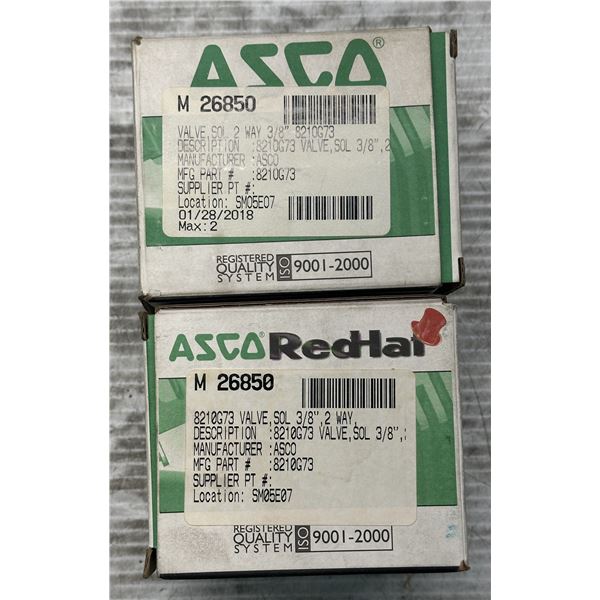 ASCO®
M 26850
VALVE,SOL 2 WAY 3/8" 8210G73
DESCRIPTION :8210G73 VALVE,SOL 3/8",2
MANUFACTURER :ASCO
MFG PART # :8210G73
SUPPLIER PT #:
Location: SM05E07
01/28/2018
Max:2
REGISTERED
QUALITY
SYSTEM
ISO 9001-2000
ASCO® RedHat
M 26850
8210G73 VALVE,SOL 3/8",2 WAY,
DESCRIPTION :8210G73 VALVE,SOL 3/8",
MANUFACTURER :ASCO
MFG PART # :8210G73
SUPPLIER PT #:
Location: SM05E07
REGISTERED
QUALITY
SYSTEM
ISO 9001-2000